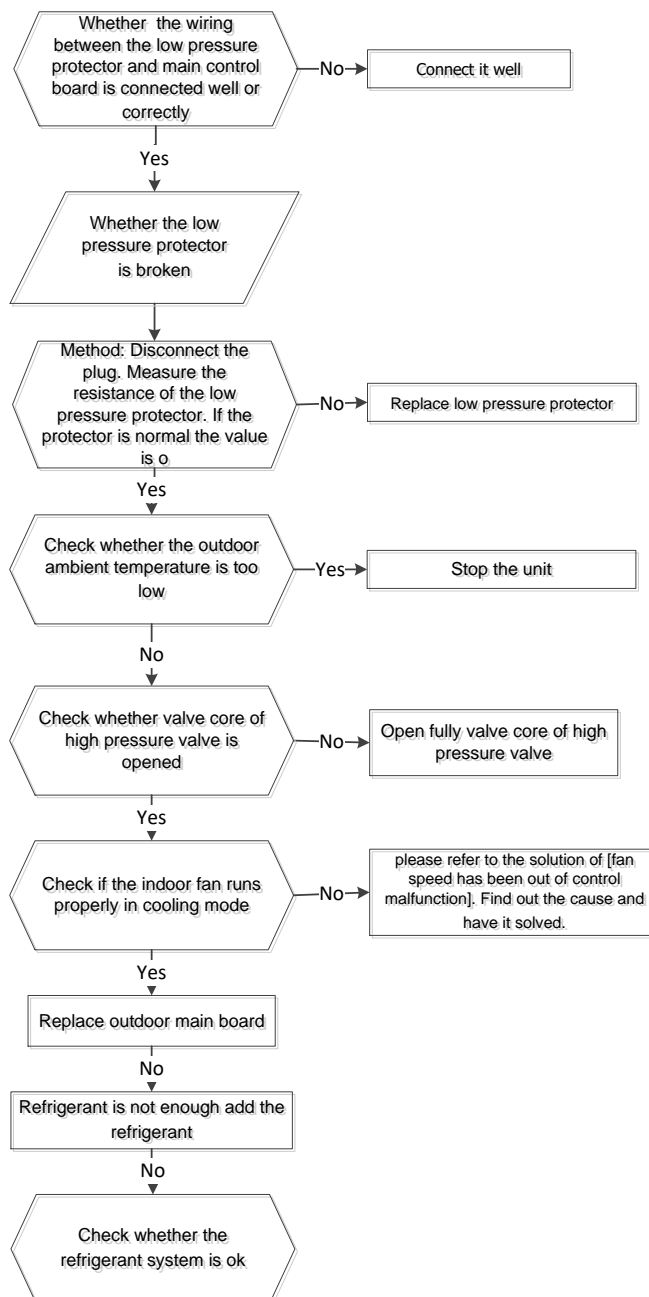 Whether the wiring
between the low pressure
protector and main control
board is connected well or
correctly
No
Connect it well
Yes
Whether the low
pressure protector
is broken
Method: Disconnect the
plug. Measure the
resistance of the low
pressure protector. If the
protector is normal the value
is o
No
Replace low pressure protector
Yes
Check whether the outdoor
ambient temperature is too
low
Yes
Stop the unit
No
Check whether valve core of
high pressure valve is
opened
No
Open fully valve core of high
pressure valve
Yes
Check if the indoor fan runs
properly in cooling mode
No
please refer to the solution of [fan
speed has been out of control
malfunction]. Find out the cause and
have it solved.
Yes
Replace outdoor main board
No
Refrigerant is not enough add the
refrigerant
No
Check whether the
refrigerant system is ok